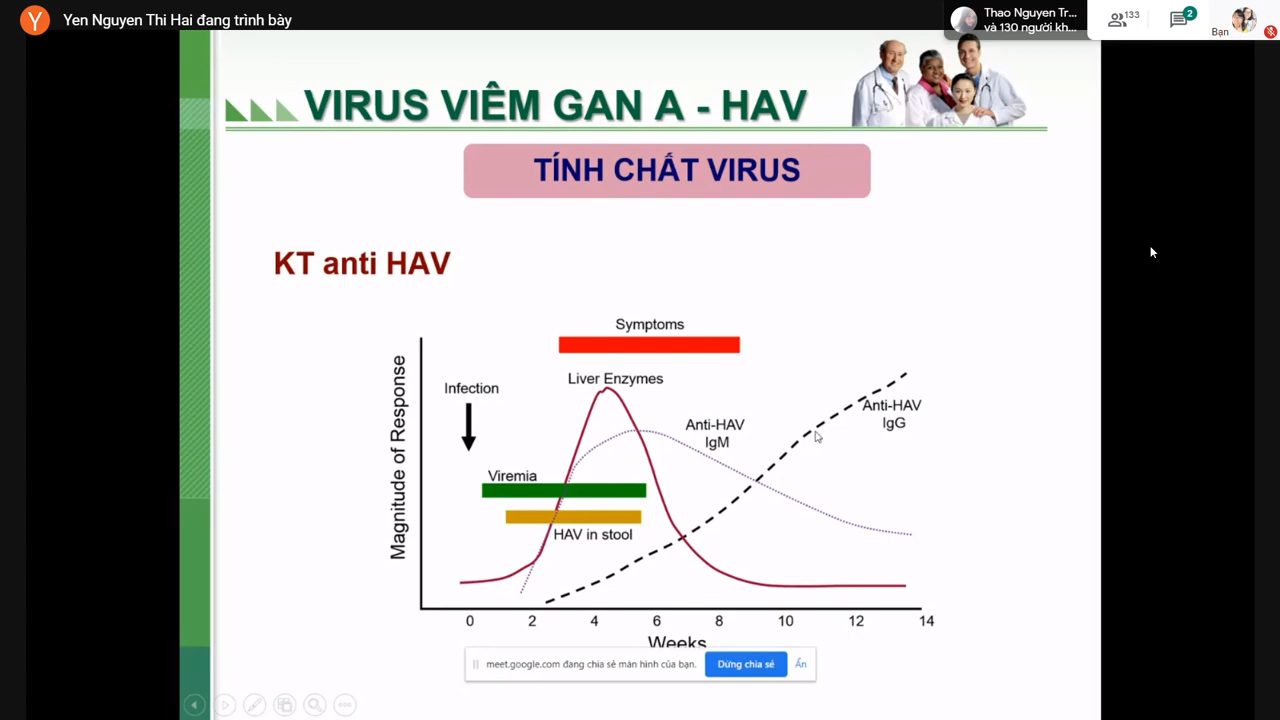 Yen Nguyen Thi Hai đang trình bày
Thao Nguyen Tr...
và 130 người kh...
133
2
Bạn
VIRUS VIÊM GAN A - HAV
TÍNH CHẤT VIRUS
KT anti HAV
Symptoms
Liver Enzymes
Infection
Anti-HAV
IgM
Anti-HAV
IgG
Viremia
HAV in stool
Magnitude of Response
0 2 4 6 8 10 12 14
Weeks
meet.google.com đang chia sẻ màn hình của bạn.
Dừng chia sẻ
Ẩn
Y